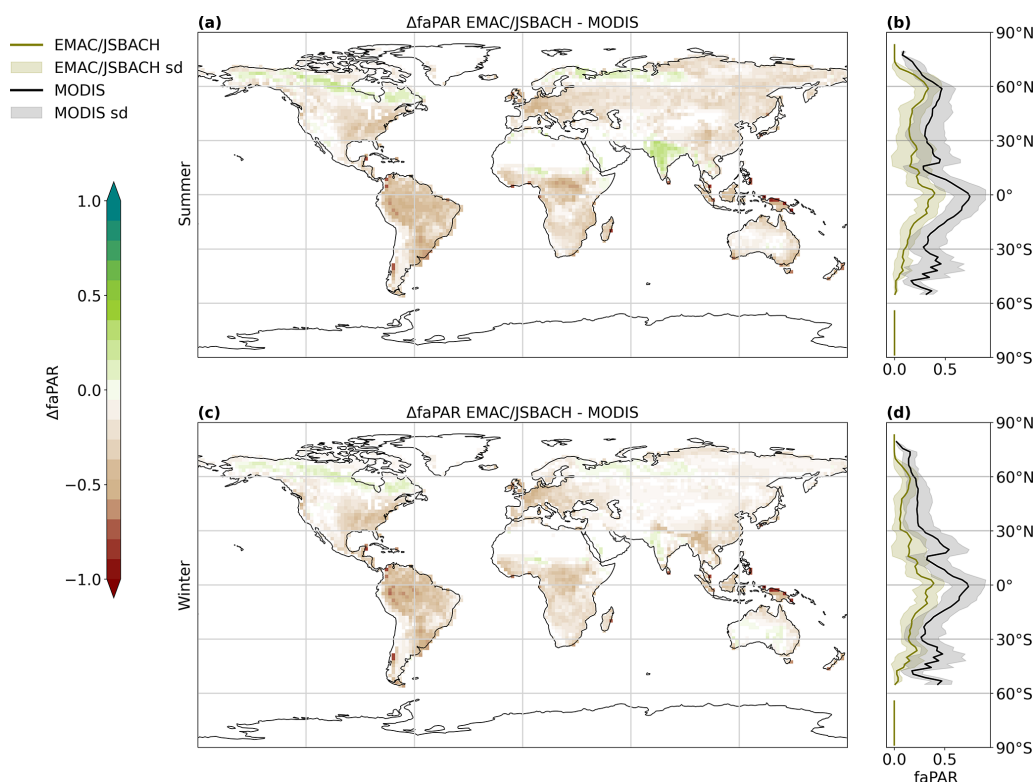 (a)
ΔfaPAR EMAC/JSBACH - MODIS
(b)
EMAC/JSBACH
EMAC/JSBACH sd
MODIS
MODIS sd
90°N
60°N
30°N
0°
30°S
60°S
90°S
0.0
0.5
Summer
1.0
0.5
0.0
−0.5
−1.0
ΔfaPAR
(c)
ΔfaPAR EMAC/JSBACH - MODIS
(d)
90°N
60°N
30°N
0°
30°S
60°S
90°S
0.0
0.5
faPAR
Winter